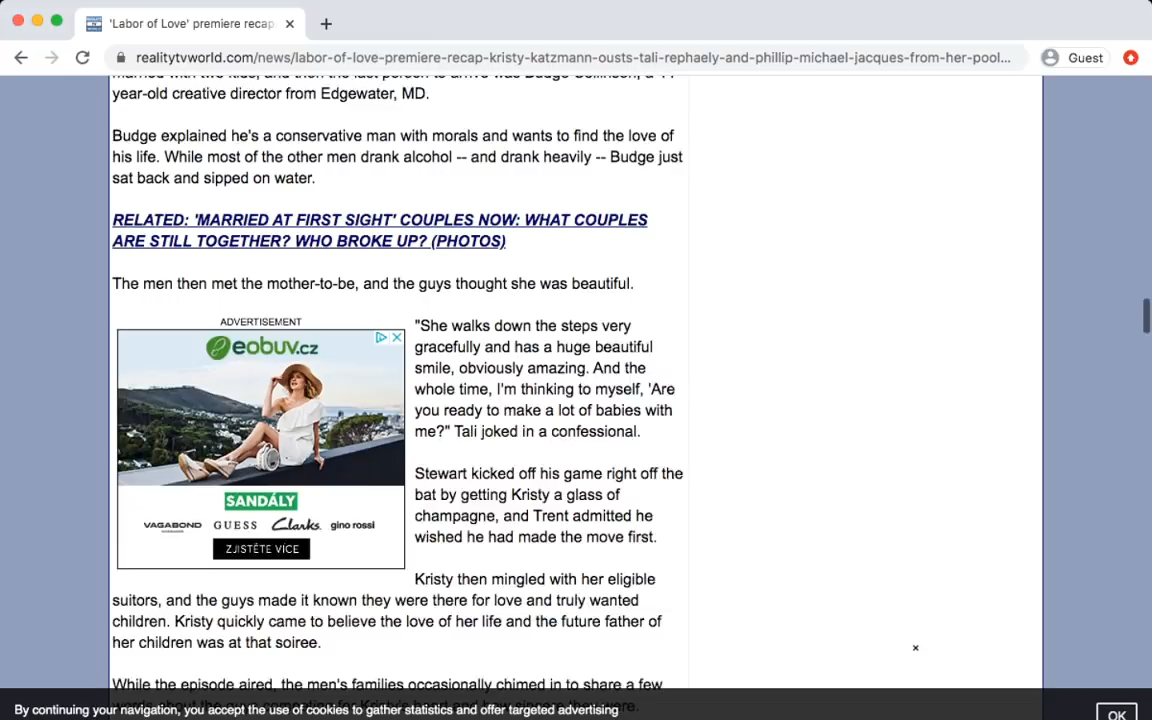 'Labor of Love' premiere recap
realitytvworld.com/news/labor-of-love-premiere-recap-kristy-katzmann-ousts-tali-rephaely-and-phillip-michael-jacques-from-her-pool...
Guest
year-old creative director from Edgewater, MD.
Budge explained he's a conservative man with morals and wants to find the love of
his life. While most of the other men drank alcohol -- and drank heavily -- Budge just
sat back and sipped on water.
RELATED: 'MARRIED AT FIRST SIGHT' COUPLES NOW: WHAT COUPLES
ARE STILL TOGETHER? WHO BROKE UP? (PHOTOS)
The men then met the mother-to-be, and the guys thought she was beautiful.
ADVERTISEMENT
eobuv.cz
SANDÁLY
VAGABOND GUESS Clarks gino rossi
ZJISTĚTE VÍCE
"She walks down the steps very
gracefully and has a huge beautiful
smile, obviously amazing. And the
whole time, I'm thinking to myself, 'Are
you ready to make a lot of babies with
me?" Tali joked in a confessional.
Stewart kicked off his game right off the
bat by getting Kristy a glass of
champagne, and Trent admitted he
wished he had made the move first.
Kristy then mingled with her eligible
suitors, and the guys made it known they were there for love and truly wanted
children. Kristy quickly came to believe the love of her life and the future father of
her children was at that soiree.
While the episode aired, the men's families occasionally chimed in to share a few
By continuing your navigation, you accept the use of cookies to gather statistics and offer targeted advertising
OK